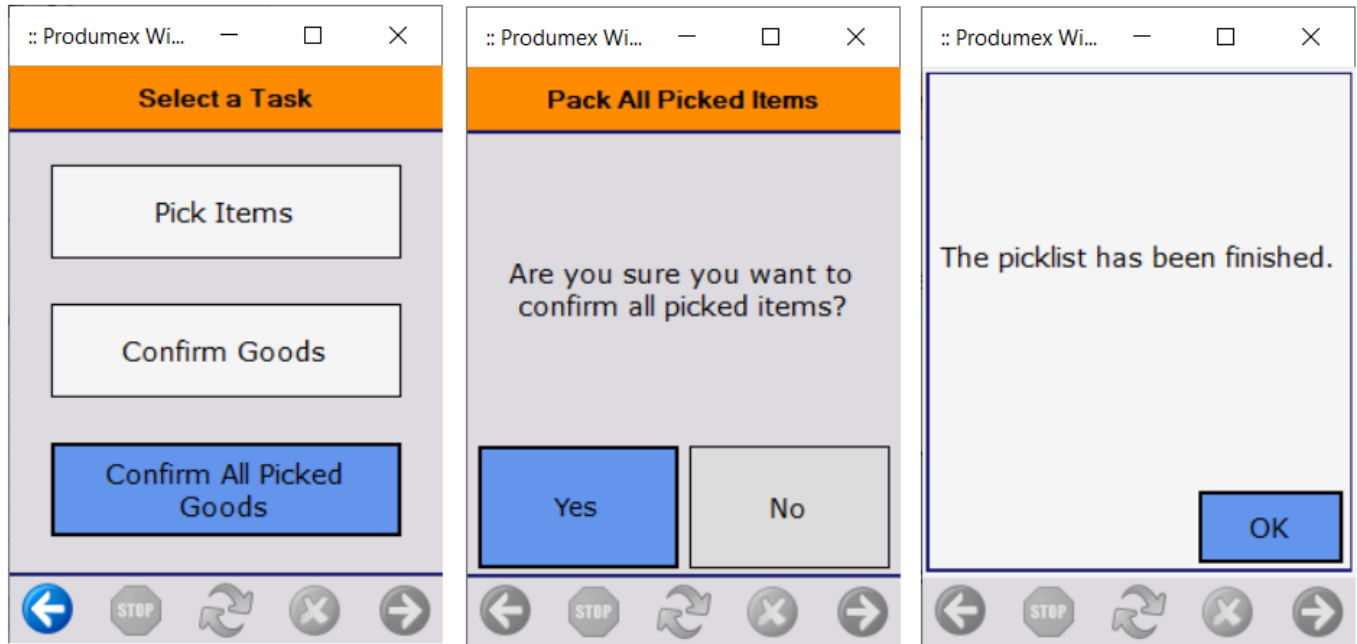 :: Produmex Wi...
Select a Task
Pick Items
Confirm Goods
Confirm All Picked
Goods
STOP
:: Produmex Wi...
Pack All Picked Items
Are you sure you want to
confirm all picked items?
Yes
No
STOP
:: Produmex Wi...
The picklist has been finished.
OK
STOP